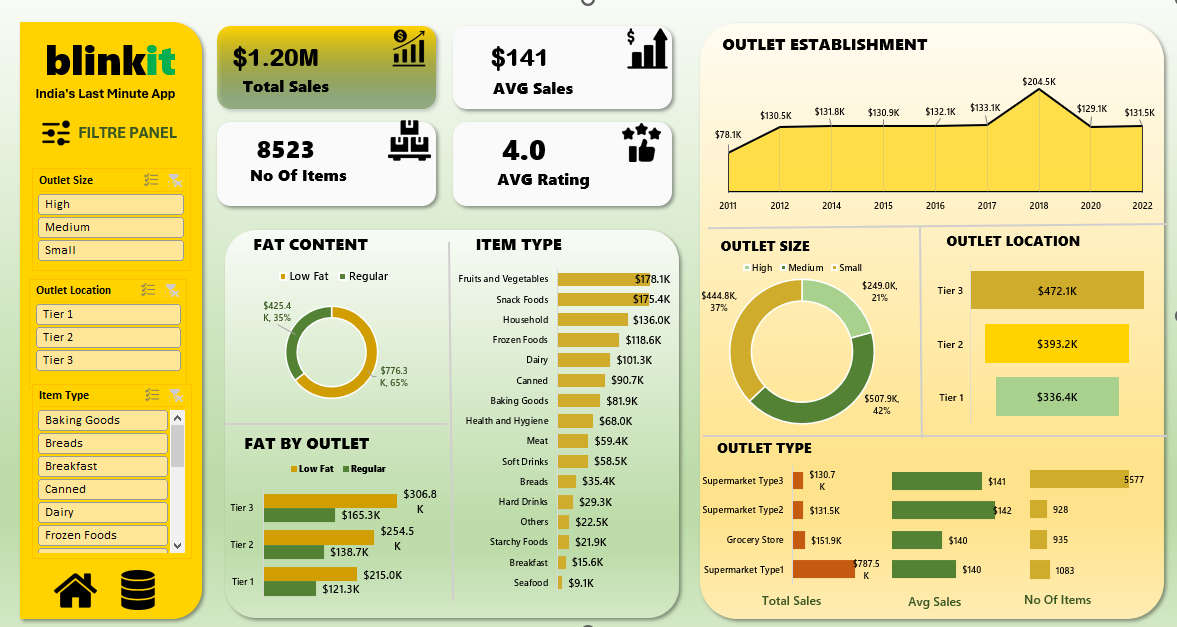 blinkit
India's Last Minute App
FILTRE PANEL
Outlet Size
High
Medium
Small
Outlet Location
Tier 1
Tier 2
Tier 3
Item Type
Baking Goods
Breads
Breakfast
Canned
Dairy
Frozen Foods
$1.20M
Total Sales
$
$141
AVG Sales
$
8523
No Of Items
4.0
AVG Rating
FAT CONTENT
Low Fat Regular
$425.4
K, 35%
$776.3
K, 65%
FAT BY OUTLET
Low Fat Regular
Tier 3 $306.8
K
$165.3K
Tier 2 $254.5
K
$138.7K
Tier 1 $215.0K
$121.3K
ITEM TYPE
Fruits and Vegetables $178.1K
Snack Foods $175.4K
Household $136.0K
Frozen Foods $118.6K
Dairy $101.3K
Canned $90.7K
Baking Goods $81.9K
Health and Hygiene $68.0K
Meat $59.4K
Soft Drinks $58.5K
Breads $35.4K
Hard Drinks $29.3K
Others $22.5K
Starchy Foods $21.9K
Breakfast $15.6K
Seafood $9.1K
OUTLET ESTABLISHMENT
$78.1K $130.5K $131.8K $130.9K $132.1K $133.1K $204.5K $129.1K $131.5K
2011 2012 2014 2015 2016 2017 2018 2020 2022
OUTLET SIZE
High Medium Small
$249.0K,
21%
$444.8K,
37%
$507.9K,
42%
OUTLET LOCATION
Tier 3 $472.1K
Tier 2 $393.2K
Tier 1 $336.4K
OUTLET TYPE
Supermarket Type3 $130.7
K $141 5577
Supermarket Type2 $131.5K $142 928
Grocery Store $151.9K $140 935
Supermarket Type1 $787.5
K $140 1083
Total Sales Avg Sales No Of Items